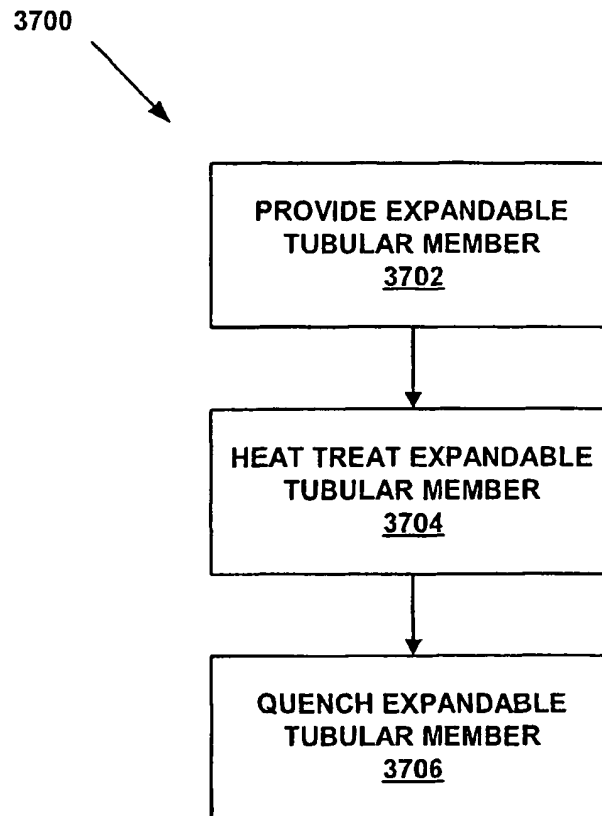 3700
PROVIDE EXPANDABLE
TUBULAR MEMBER
3702
HEAT TREAT EXPANDABLE
TUBULAR MEMBER
3704
QUENCH EXPANDABLE
TUBULAR MEMBER
3706